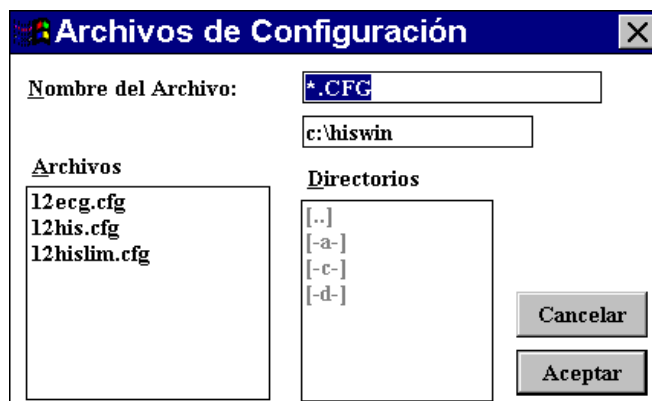 Archivos de Configuración
Nombre del Archivo:
*.CFG
c:\hiswin
Archivos
12ecg.cfg
12his.cfg
12hislim.cfg
Directorios
[..]
[-a-]
[-c-]
[-d-]
Cancelar
Aceptar